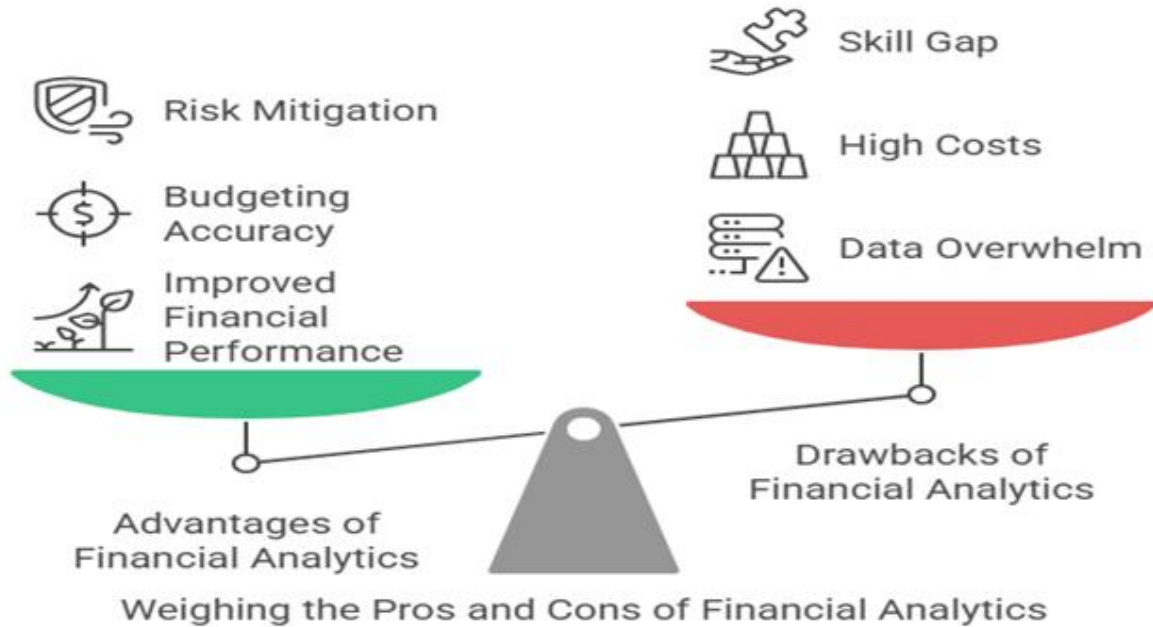 Risk Mitigation
Budgeting
Accuracy
Improved
Financial
Performance
Advantages of
Financial Analytics
Skill Gap
High Costs
Data Overwhelm
Drawbacks of
Financial Analytics
Weighing the Pros and Cons of Financial Analytics